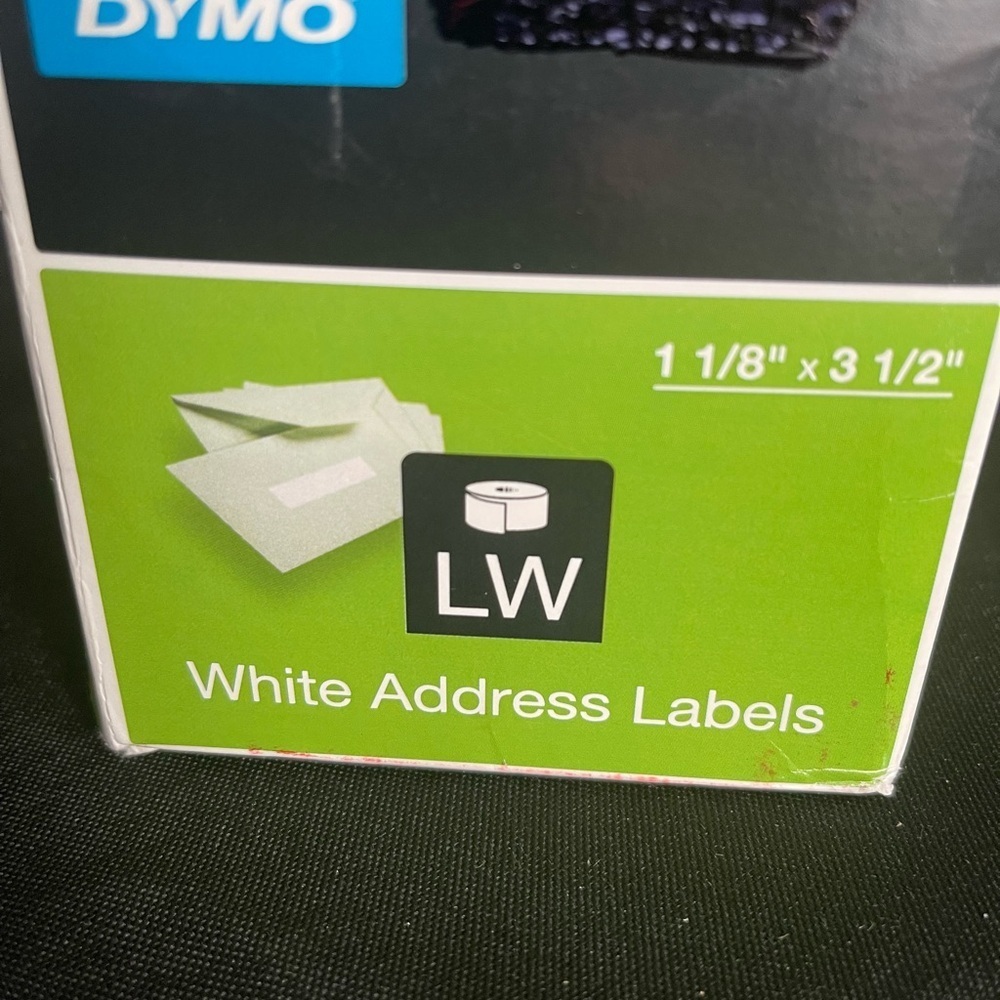 DYMO
1 1/8" x 3 1/2"
LW
White Address Labels